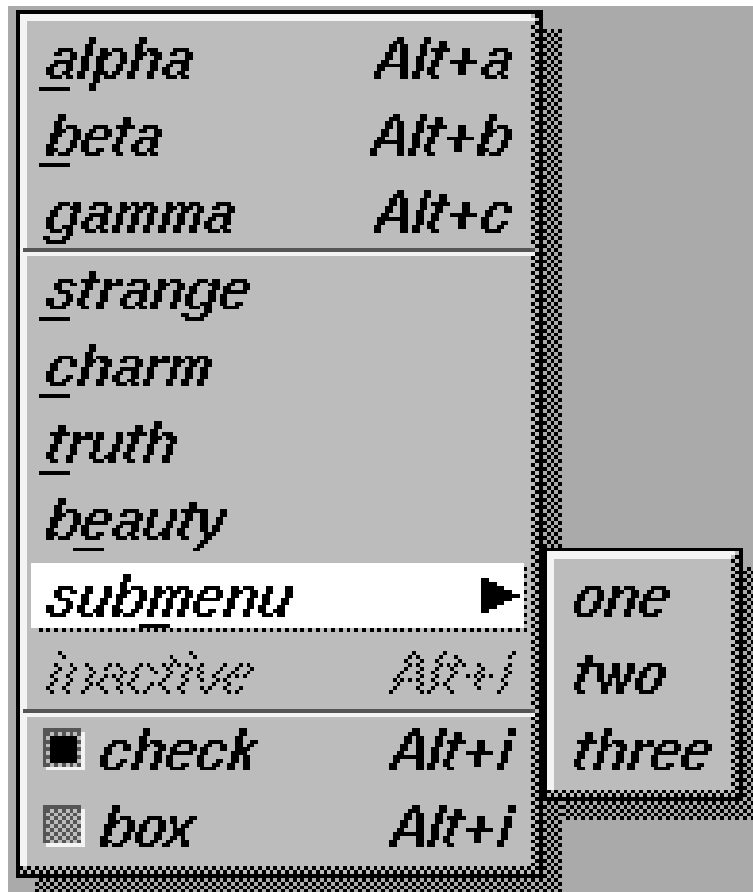 alpha Alt+a
beta Alt+b
gamma Alt+c
strange
charm
truth
beauty
submenu
inactive Alt+i
check Alt+i
box Alt+i
one
two
three